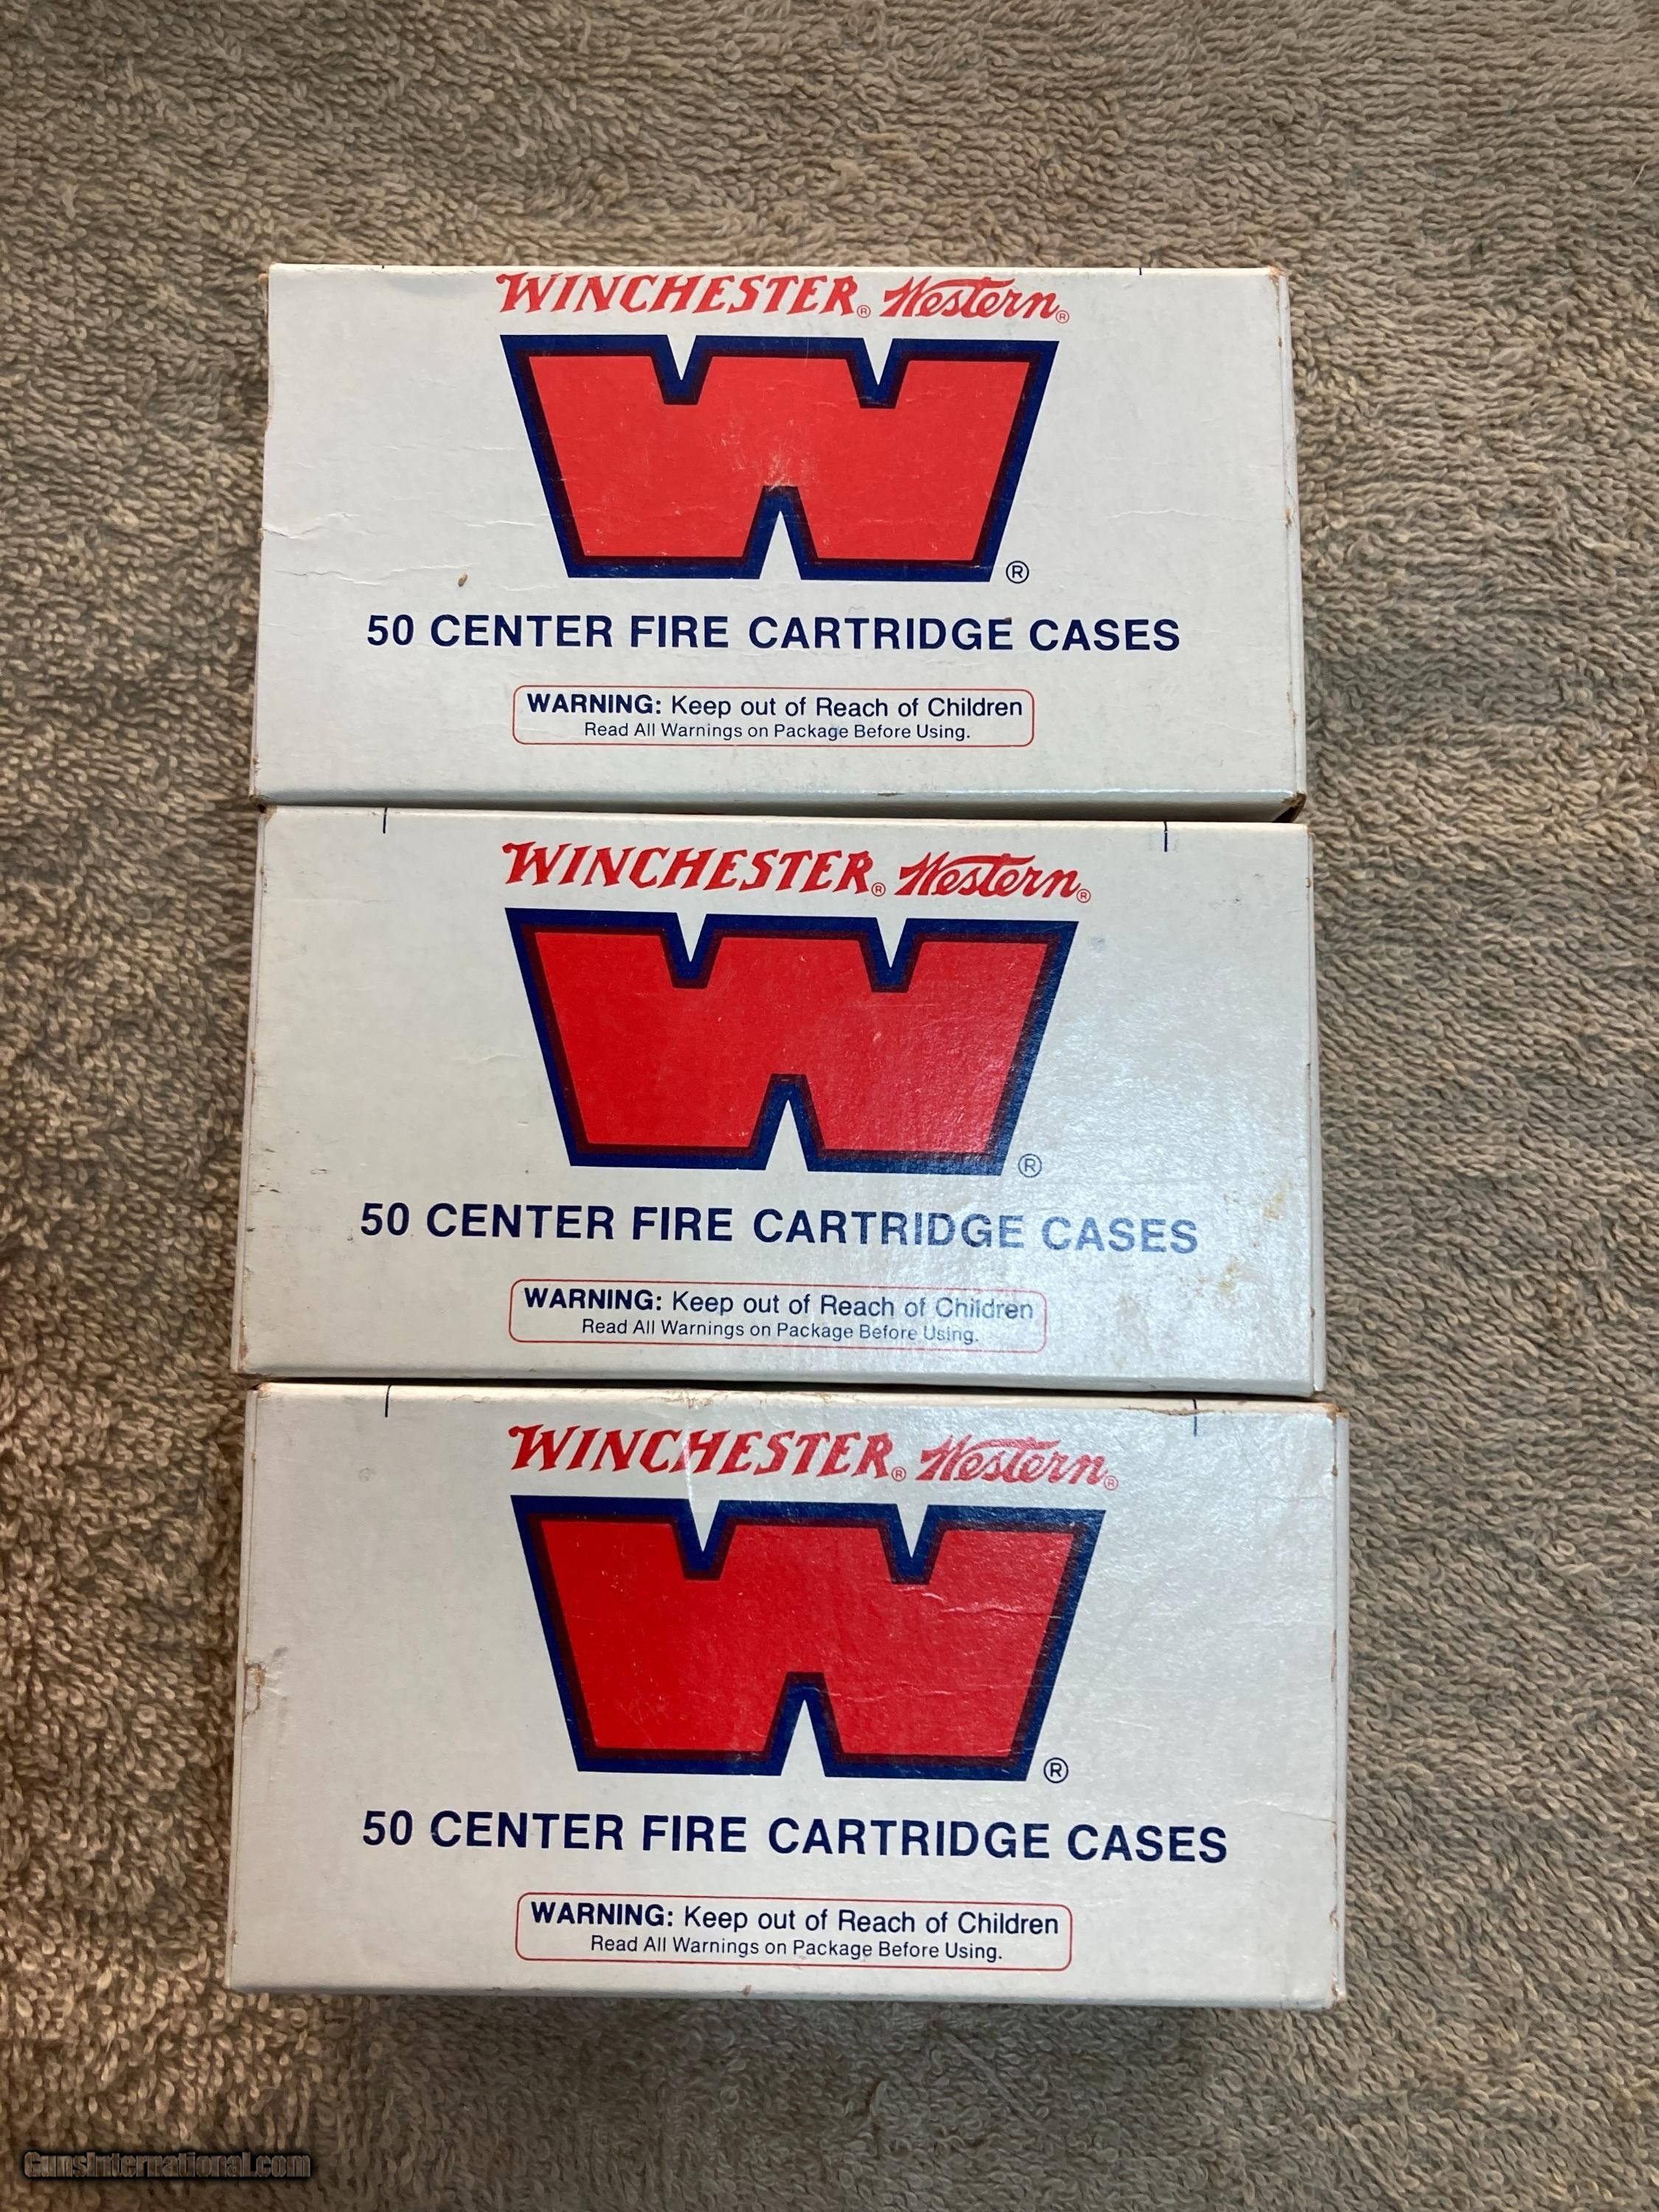 WINCHESTER® Western®
W®
50 CENTER FIRE CARTRIDGE CASES
WARNING: Keep out of Reach of Children
Read All Warnings on Package Before Using.
WINCHESTER® Western®
W®
50 CENTER FIRE CARTRIDGE CASES
WARNING: Keep out of Reach of Children
Read All Warnings on Package Before Using.
WINCHESTER® Western®
W®
50 CENTER FIRE CARTRIDGE CASES
WARNING: Keep out of Reach of Children
Read All Warnings on Package Before Using.
GunsInternational.com